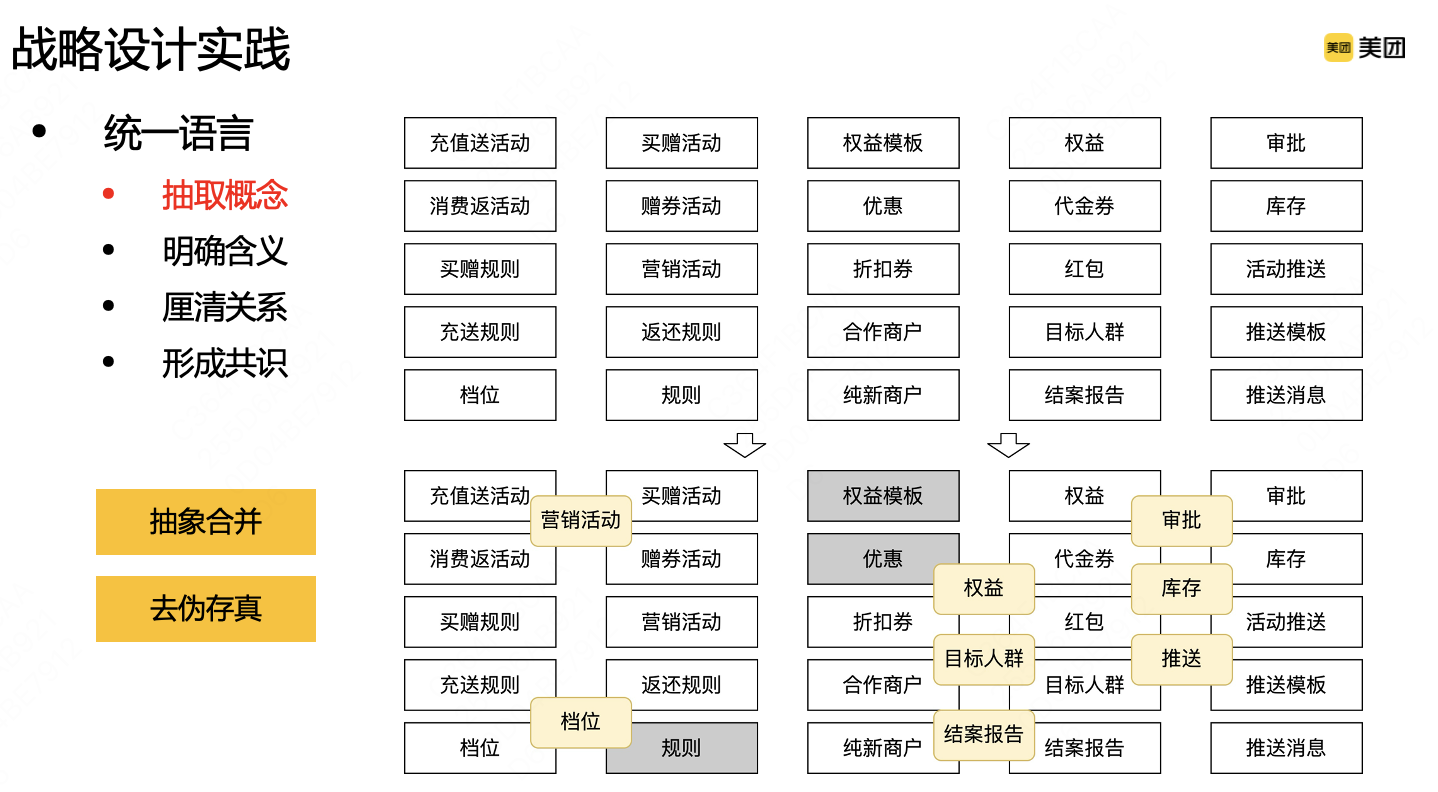 战略设计实践
美团 美团
统一语言
抽取概念
明确含义
厘清关系
形成共识
抽象合并
去伪存真
充值送活动 买赠活动 权益模板 权益 审批
消费返活动 赠券活动 优惠 代金券 库存
买赠规则 营销活动 折扣券 红包 活动推送
充送规则 返还规则 合作商户 目标人群 推送模板
档位 规则 纯新商户 结案报告 推送消息
充值送活动 买赠活动 权益模板 权益 审批
营销活动 审批
消费返活动 赠券活动 优惠 代金券 库存
权益 库存
买赠规则 营销活动 折扣券 红包 活动推送
目标人群 推送
充送规则 返还规则 合作商户 目标人群 推送模板
档位 结案报告
档位 规则 纯新商户 结案报告 推送消息